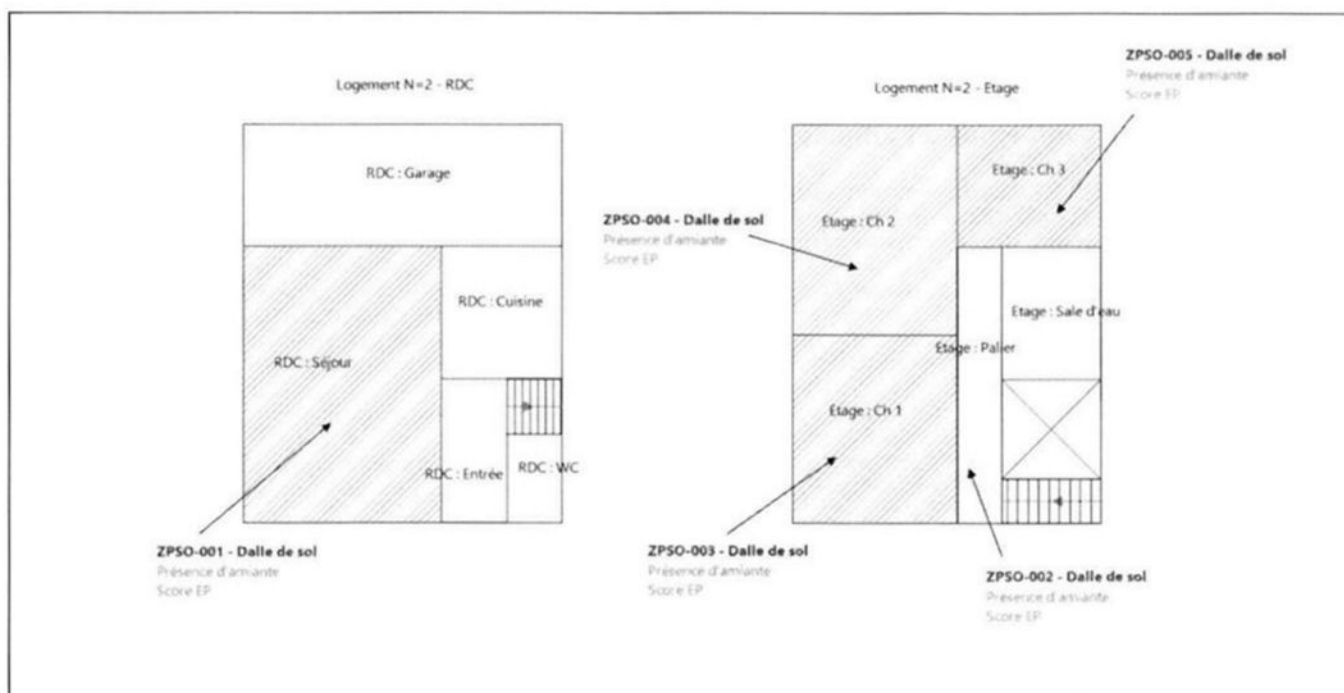 Logement N=2 - RDC
RDC : Garage
RDC : Cuisine
RDC : Séjour
RDC : Entrée
RDC : WC
ZPSO-001 - Dalle de sol
Présence d'amiante
Score EP
Logement N=2 - Etage
ZPSO-005 - Dalle de sol
Présence d'amiante
Score EP
Etage : Ch 3
ZPSO-004 - Dalle de sol
Présence d'amiante
Score EP
Etage : Ch 2
Etage : Sale d'eau
Etage : Palier
Etage : Ch 1
ZPSO-003 - Dalle de sol
Présence d'amiante
Score EP
ZPSO-002 - Dalle de sol
Présence d'amiante
Score EP